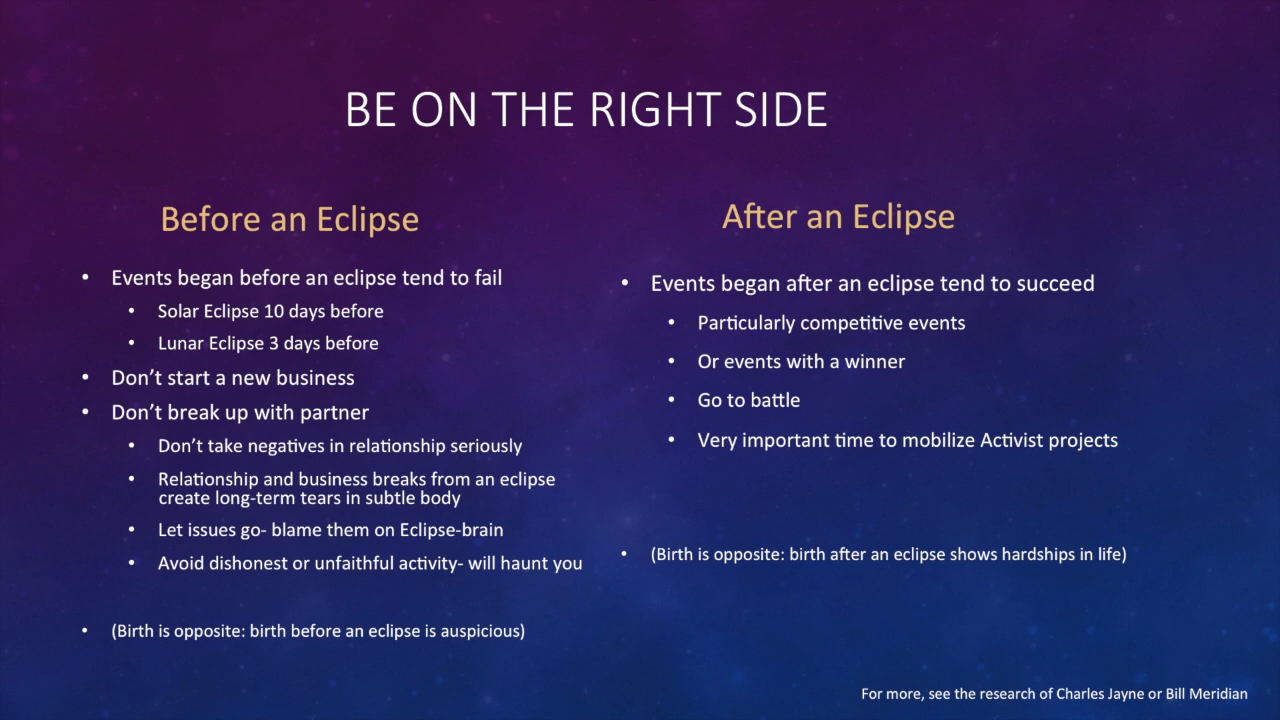 BE ON THE RIGHT SIDE
Before an Eclipse
• Events began before an eclipse tend to fail
• Solar Eclipse 10 days before
• Lunar Eclipse 3 days before
• Don't start a new business
• Don't break up with partner
• Don't take negatives in relationship seriously
• Relationship and business breaks from an eclipse
create long-term tears in subtle body
• Let issues go- blame them on Eclipse-brain
• Avoid dishonest or unfaithful activity- will haunt you
• (Birth is opposite: birth before an eclipse is auspicious)
After an Eclipse
• Events began after an eclipse tend to succeed
• Particularly competitive events
• Or events with a winner
• Go to battle
• Very important time to mobilize Activist projects
• (Birth is opposite: birth after an eclipse shows hardships in life)
For more, see the research of Charles Jayne or Bill Meridian